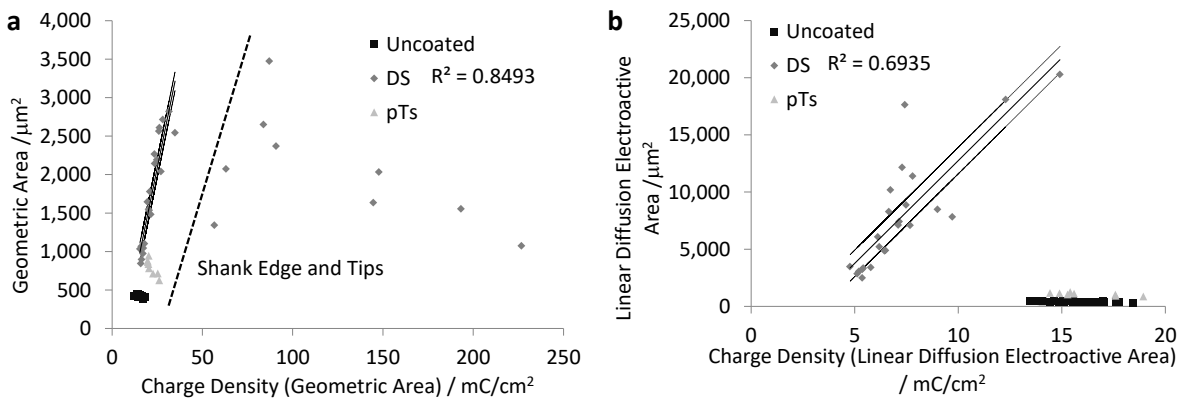 a
4,000
3,500
3,000
2,500
2,000
1,500
1,000
500
0
Geometric Area /μm²
Uncoated
DS R² = 0.8493
pTs
Shank Edge and Tips
0 50 100 150 200 250
Charge Density (Geometric Area) / mC/cm²
b
25,000
20,000
15,000
10,000
5,000
0
Linear Diffusion Electroactive
Area /μm²
Uncoated
DS R² = 0.6935
pTs
0 5 10 15 20
Charge Density (Linear Diffusion Electroactive Area)
/ mC/cm²